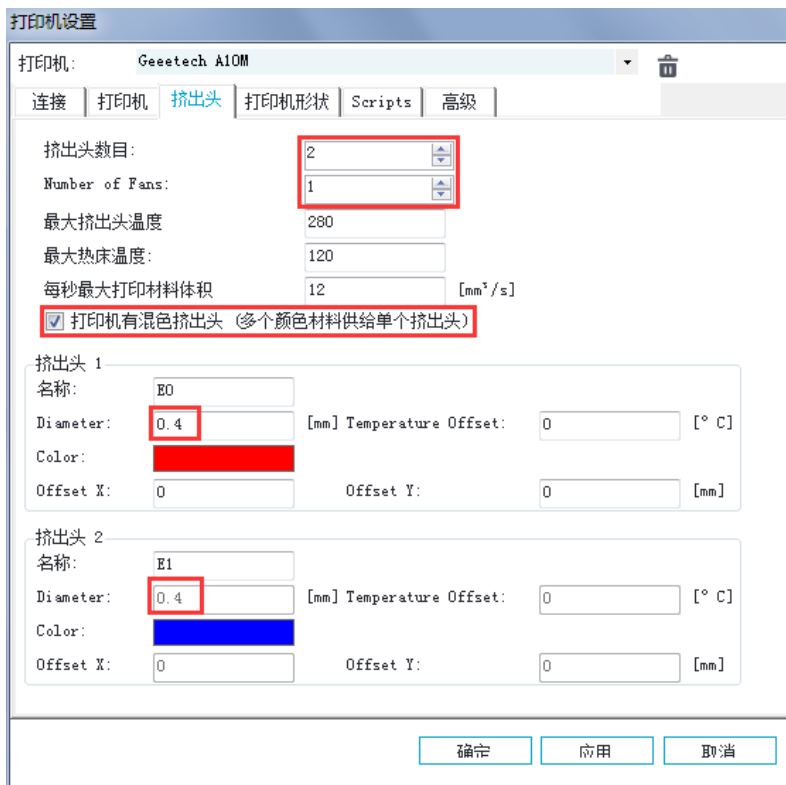 打印机设置
打印机: Geeetech A10M
连接 打印机 挤出头 打印机形状 Scripts 高级
挤出头数目: 2
Number of Fans: 1
最大挤出头温度 280
最大热床温度: 120
每秒最大打印材料体积 12 [mm³/s]
打印机有混色挤出头 (多个颜色材料供给单个挤出头)
挤出头 1
名称: E0
Diameter: 0.4 [mm] Temperature Offset: 0 [° C]
Color:
Offset X: 0 Offset Y: 0 [mm]
挤出头 2
名称: E1
Diameter: 0.4 [mm] Temperature Offset: 0 [° C]
Color:
Offset X: 0 Offset Y: 0 [mm]
确定 应用 取消